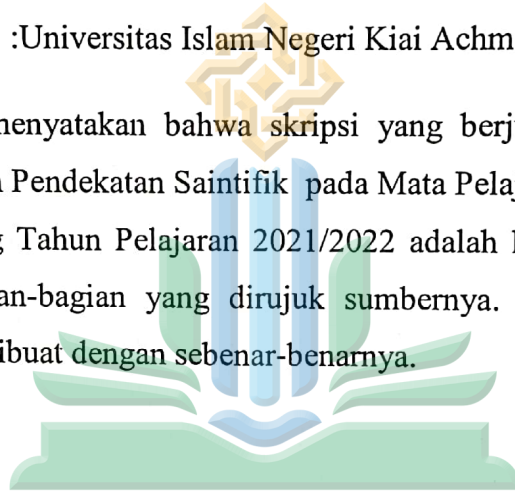 :Universitas Islam Negeri Kiai Achm
menyatakan bahwa skripsi yang berj
Pendekatan Saintifik pada Mata Pelaj
Tahun Pelajaran 2021/2022 adalah
an-bagian yang dirujuk sumbernya.
ibuat dengan sebenar-benarnya.